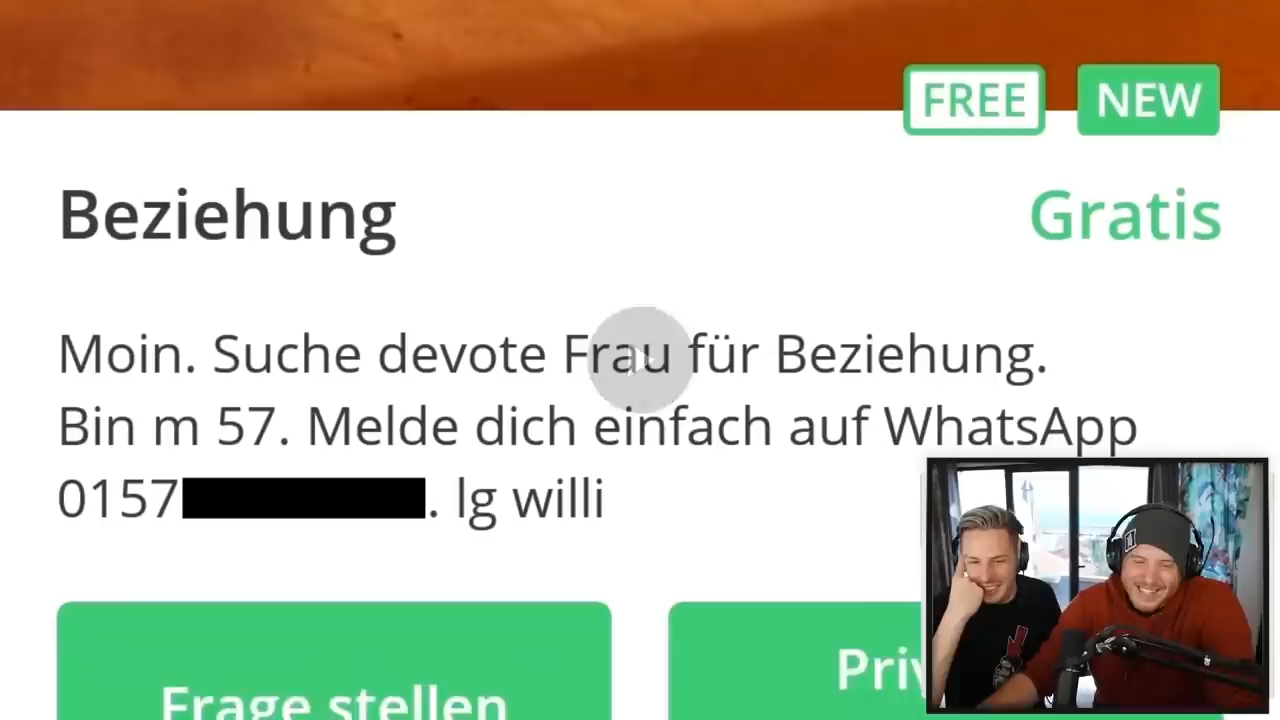 FREE NEW
Beziehung Gratis
Moin. Suche devote Frau für Beziehung.
Bin m 57. Melde dich einfach auf WhatsApp
0157 . lg willi
Frage stellen